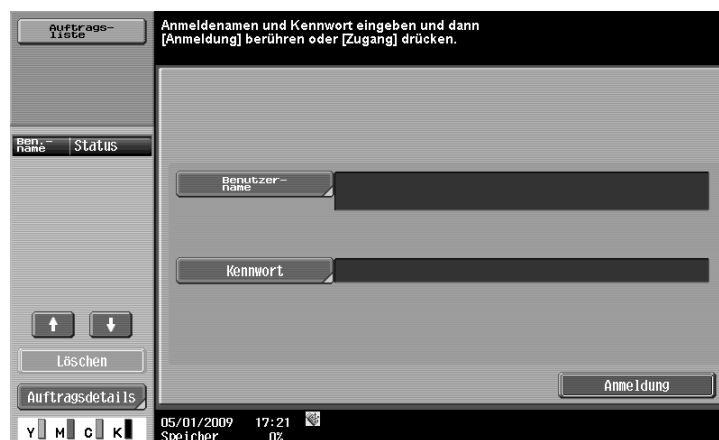 Auftrags-
liste
Anmeldenamen und Kennwort eingeben und dann
[Anmeldung] berühren oder [Zugang] drücken.
Ben.-
name
Status
Benutzer-
name
Kennwort
Löschen
Auftragsdetails
Anmeldung
Y M C K
05/01/2009 17:21
Speicher 0%